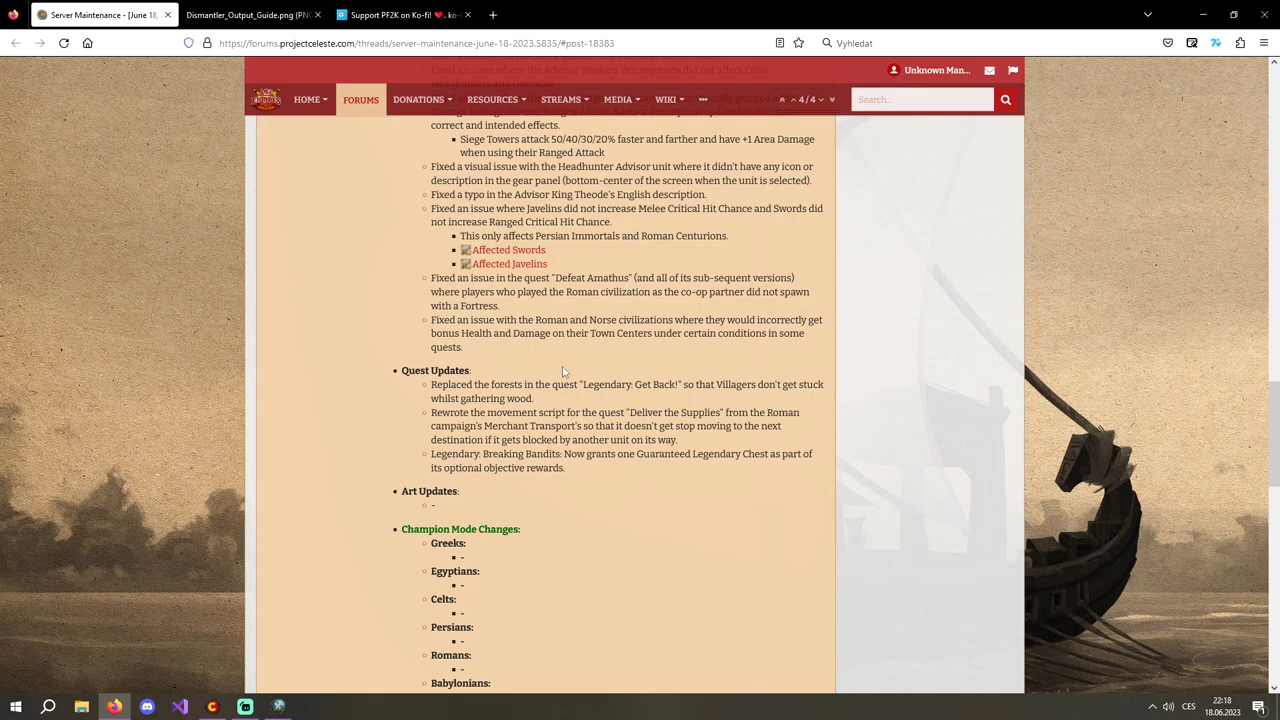 Server Maintenance - [June 18,
Dismantler_Output_Guide.png (PN
Support PF2K on Ko-fi! ❤️. ko-f
https://forums.projectceleste.com/threads/server-maintenance-june-18-2023.5835/#post-18383
Vyhledat
Unknown Man...
HOME
FORUMS
DONATIONS
RESOURCES
STREAMS
MEDIA
WIKI
•••
4/4
Search...
Fixed an issue where the Advisor Warlord Vercingetorix did not affect Celtic
Headhunters and Gaesatae
correct and intended effects.
Siege Towers attack 50/40/30/20% faster and farther and have +1 Area Damage
when using their Ranged Attack
Fixed a visual issue with the Headhunter Advisor unit where it didn't have any icon or
description in the gear panel (bottom-center of the screen when the unit is selected).
Fixed a typo in the Advisor King Theode's English description.
Fixed an issue where Javelins did not increase Melee Critical Hit Chance and Swords did
not increase Ranged Critical Hit Chance.
This only affects Persian Immortals and Roman Centurions.
Affected Swords
Affected Javelins
Fixed an issue in the quest "Defeat Amathus" (and all of its sub-sequent versions)
where players who played the Roman civilization as the co-op partner did not spawn
with a Fortress.
Fixed an issue with the Roman and Norse civilizations where they would incorrectly get
bonus Health and Damage on their Town Centers under certain conditions in some
quests.
Quest Updates:
Replaced the forests in the quest "Legendary: Get Back!" so that Villagers don't get stuck
whilst gathering wood.
Rewrote the movement script for the quest "Deliver the Supplies" from the Roman
campaign's Merchant Transport's so that it doesn't get stop moving to the next
destination if it gets blocked by another unit on its way.
Legendary: Breaking Bandits: Now grants one Guaranteed Legendary Chest as part of
its optional objective rewards.
Art Updates:
-
Champion Mode Changes:
Greeks:
-
Egyptians:
-
Celts:
-
Persians:
-
Romans:
-
Babylonians:
CES
22:18
18.06.2023